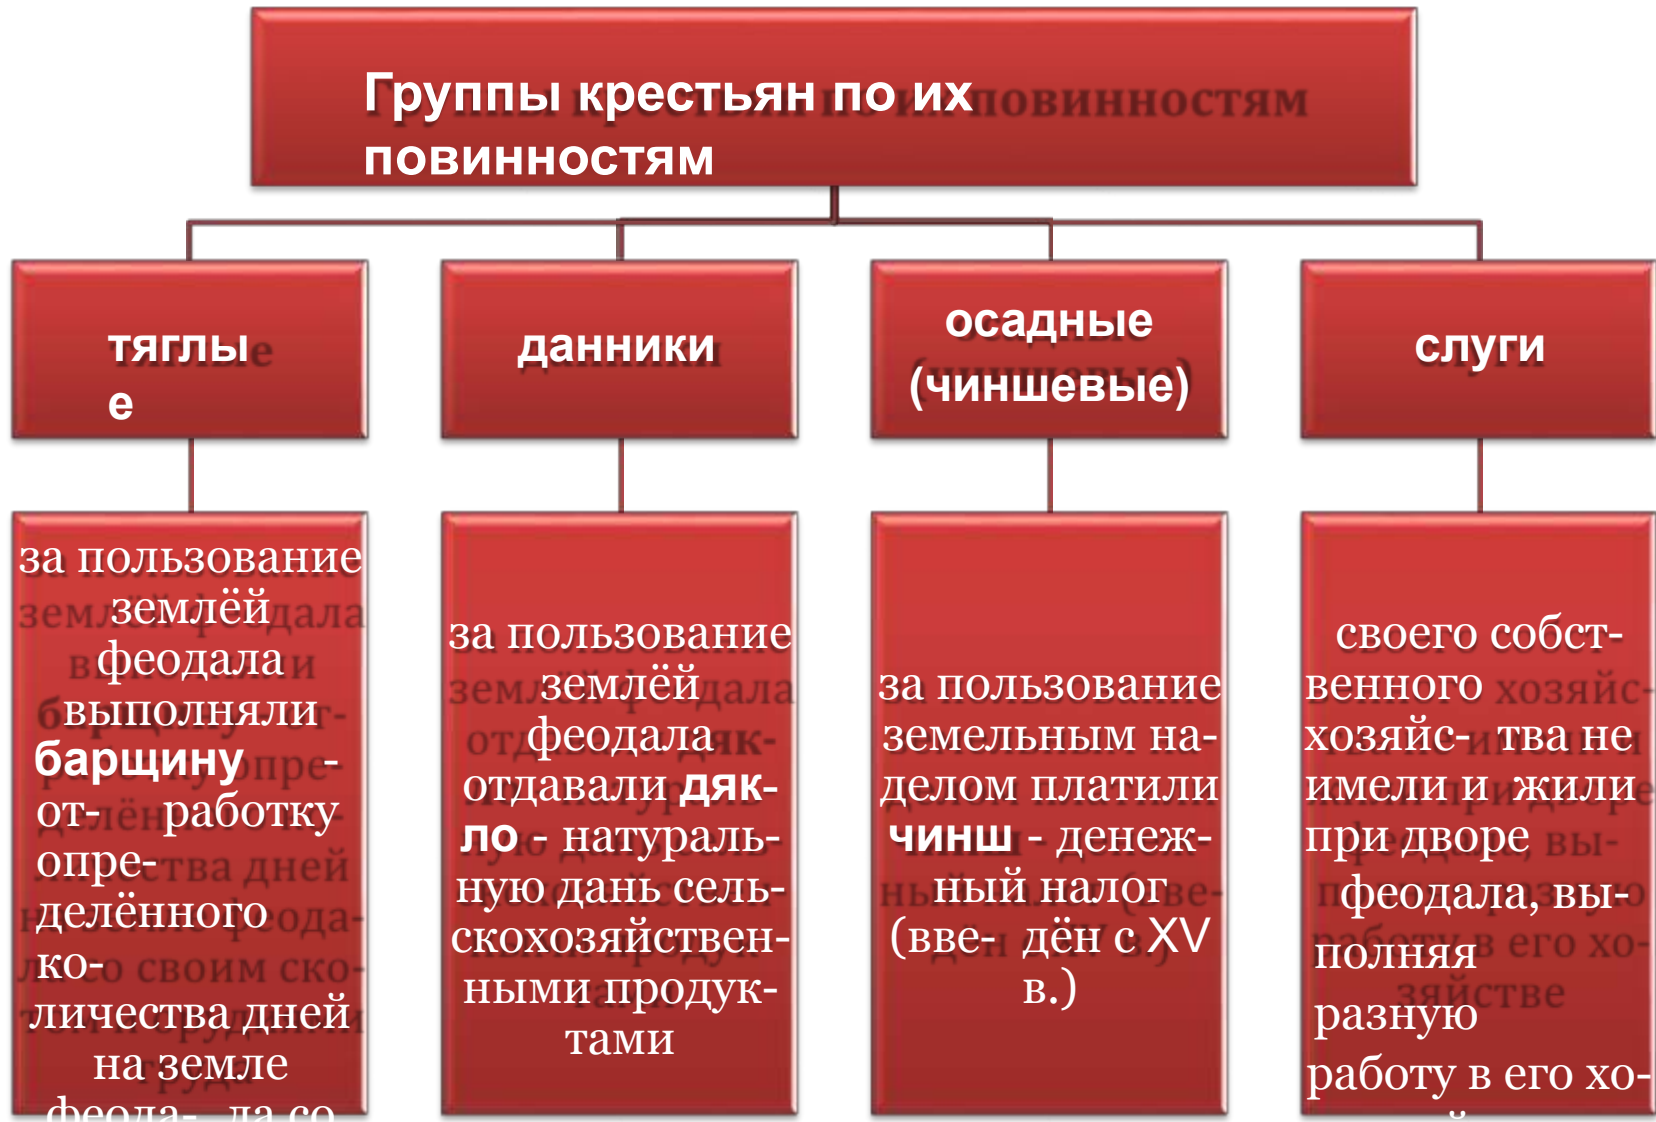 Группы крестьян по их
повинностям
тяглы
е
данники
осадные
(чиншевые)
слуги
за пользование
землёй
феодала
выполняли
барщину -
от- работку
опре-
делённого
ко-
личества дней
на земле
феода- ла со
за пользование
землёй
феодала
отдавали дяк-
ло - натураль-
ную дань сель-
скохозяйствен-
ными продук-
тами
за пользование
земельным на-
делом платили
чинш - денеж-
ный налог
(вве- дён с XV
в.)
своего собст-
венного
хозяйс- тва не
имели и жили
при дворе
феодала, вы-
полняя
разную
работу в его хо-